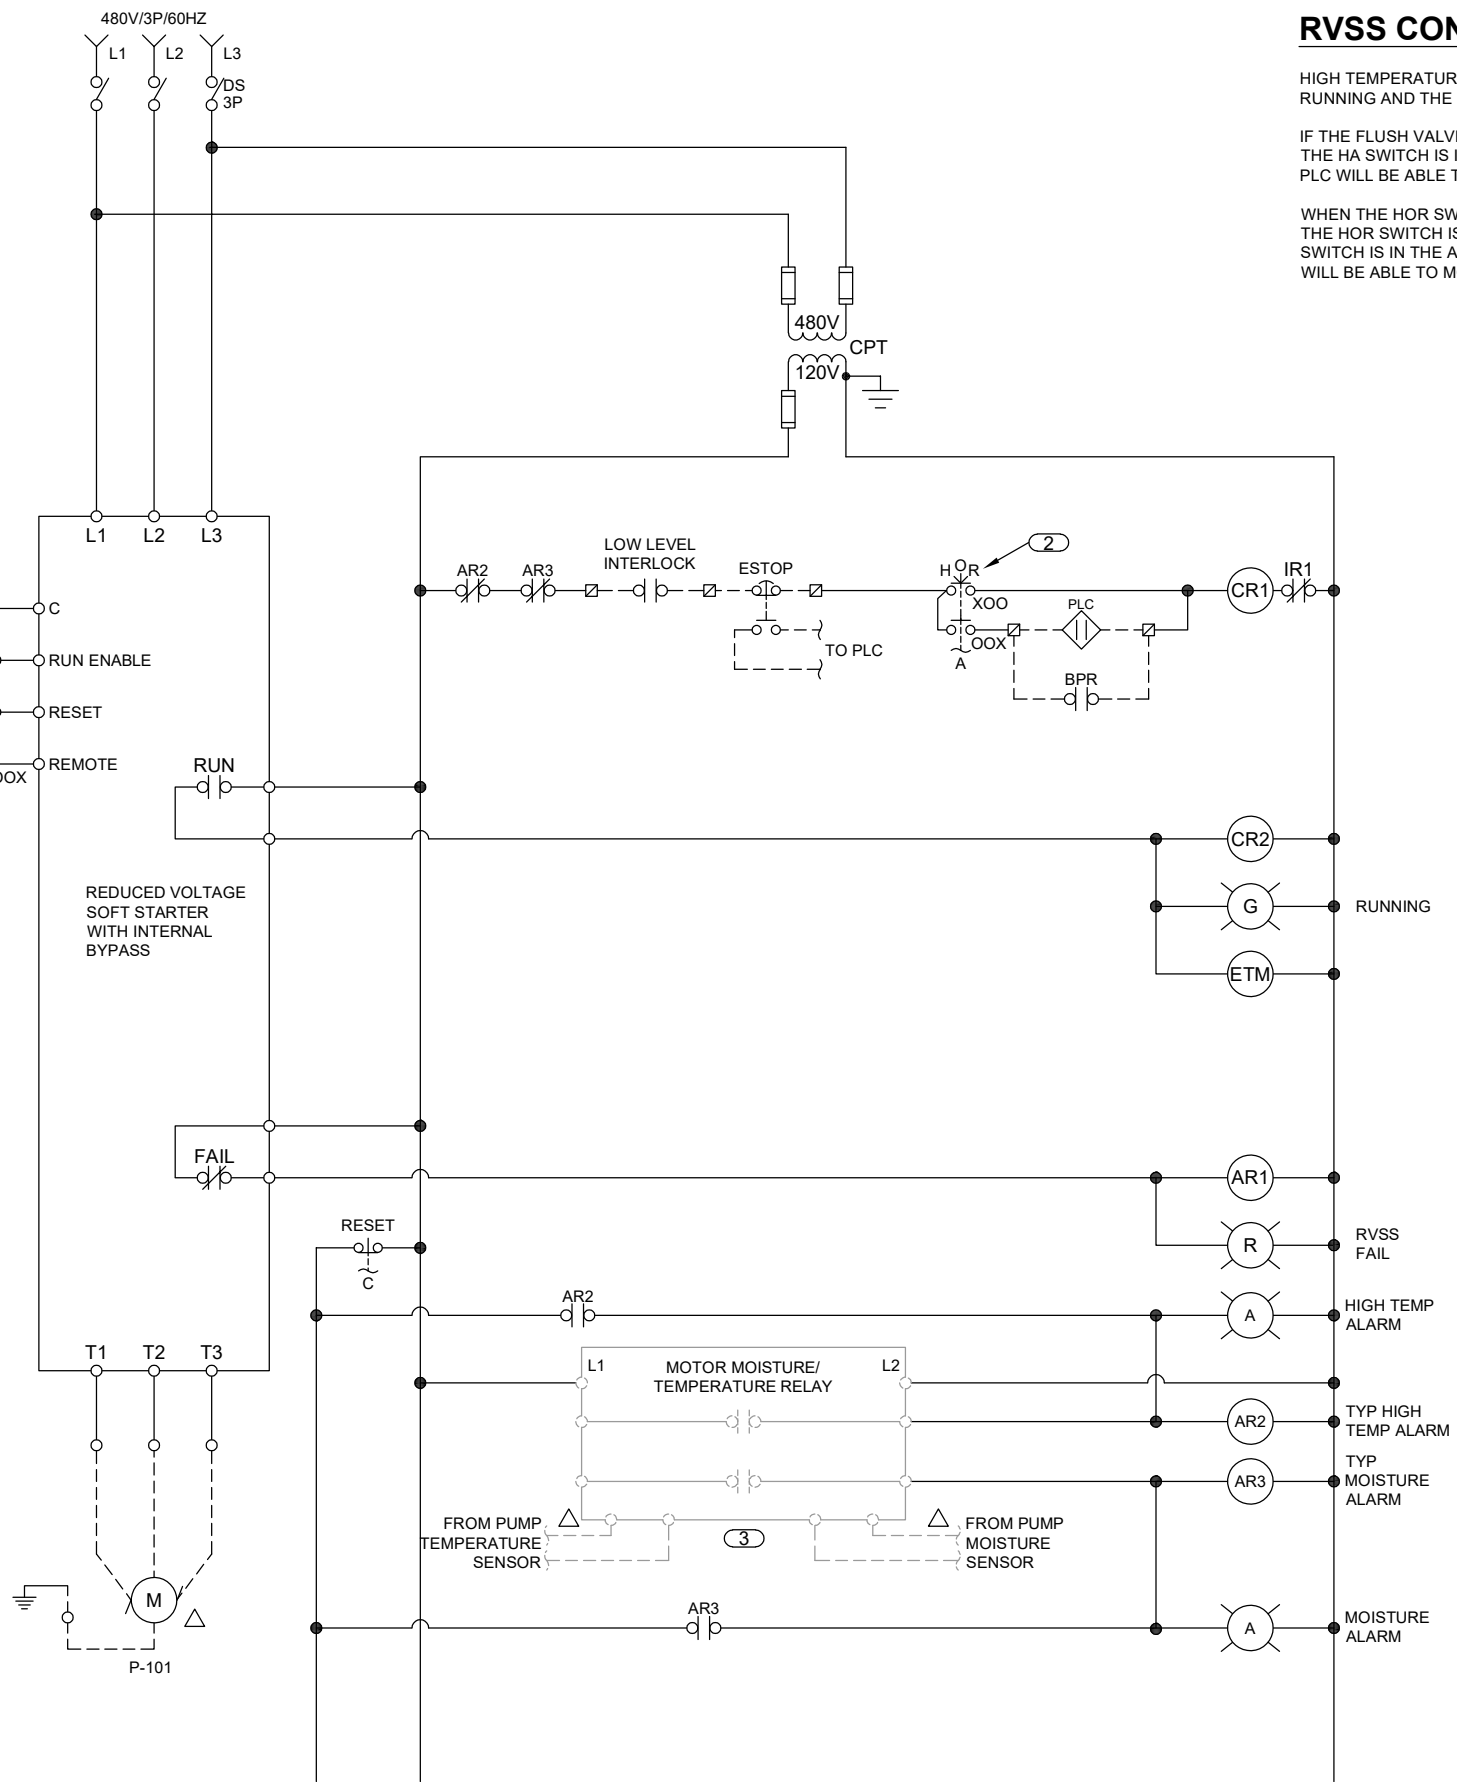 480V/3P/60HZ
L1
L2
L3
DS
3P
RVSS CON
HIGH TEMPERATUR
RUNNING AND THE
IF THE FLUSH VALV
THE HA SWITCH IS
PLC WILL BE ABLE
WHEN THE HOR SW
THE HOR SWITCH IS
SWITCH IS IN THE A
WILL BE ABLE TO M
480V
CPT
120V
L1
L2
L3
AR2
AR3
LOW LEVEL
INTERLOCK
ESTOP
TO PLC
H O R
2
XOO
OOX
A
PLC
BPR
CR1
IR1
C
RUN ENABLE
RESET
REMOTE
OOX
RUN
CR2
G
RUNNING
ETM
REDUCED VOLTAGE
SOFT STARTER
WITH INTERNAL
BYPASS
FAIL
AR1
R
RVSS
FAIL
RESET
C
AR2
A
HIGH TEMP
ALARM
T1
T2
T3
L1
MOTOR MOISTURE/
TEMPERATURE RELAY
L2
AR2
TYP HIGH
TEMP ALARM
AR3
TYP
MOISTURE
ALARM
FROM PUMP
TEMPERATURE
SENSOR
3
FROM PUMP
MOISTURE
SENSOR
M
P-101
AR3
A
MOISTURE
ALARM